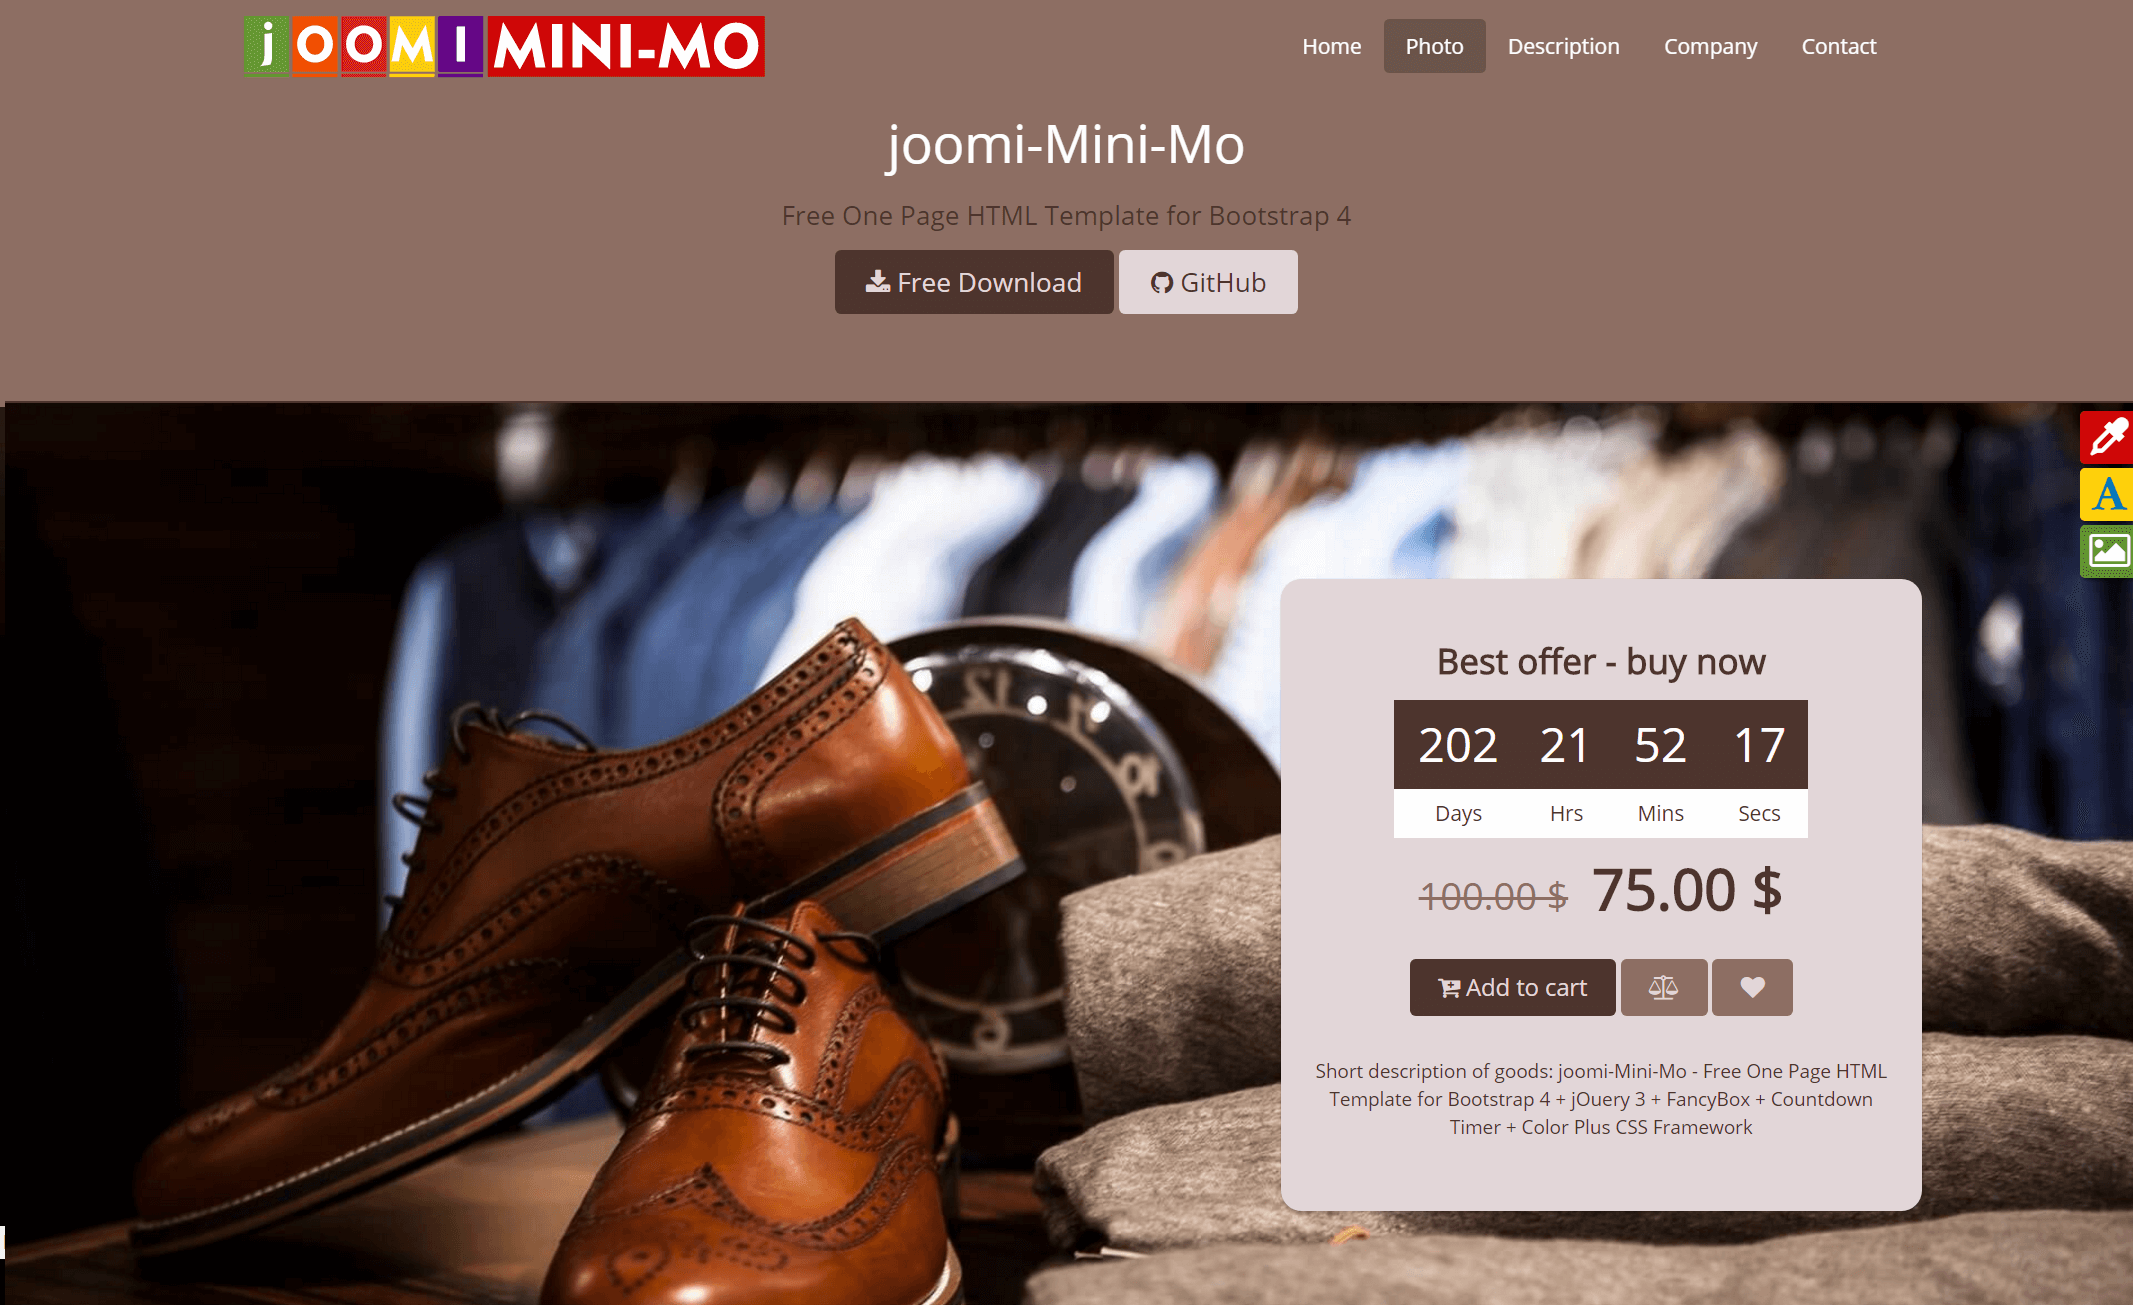 jOOMI MINI-MO
Home Photo Description Company Contact
joomi-Mini-Mo
Free One Page HTML Template for Bootstrap 4
Free Download GitHub
A
Best offer - buy now
202 21 52 17
Days Hrs Mins Secs
100.00 $ 75.00 $
Add to cart
Short description of goods: joomi-Mini-Mo - Free One Page HTML
Template for Bootstrap 4 + jQuery 3 + FancyBox + Countdown
Timer + Color Plus CSS Framework
12
11
10